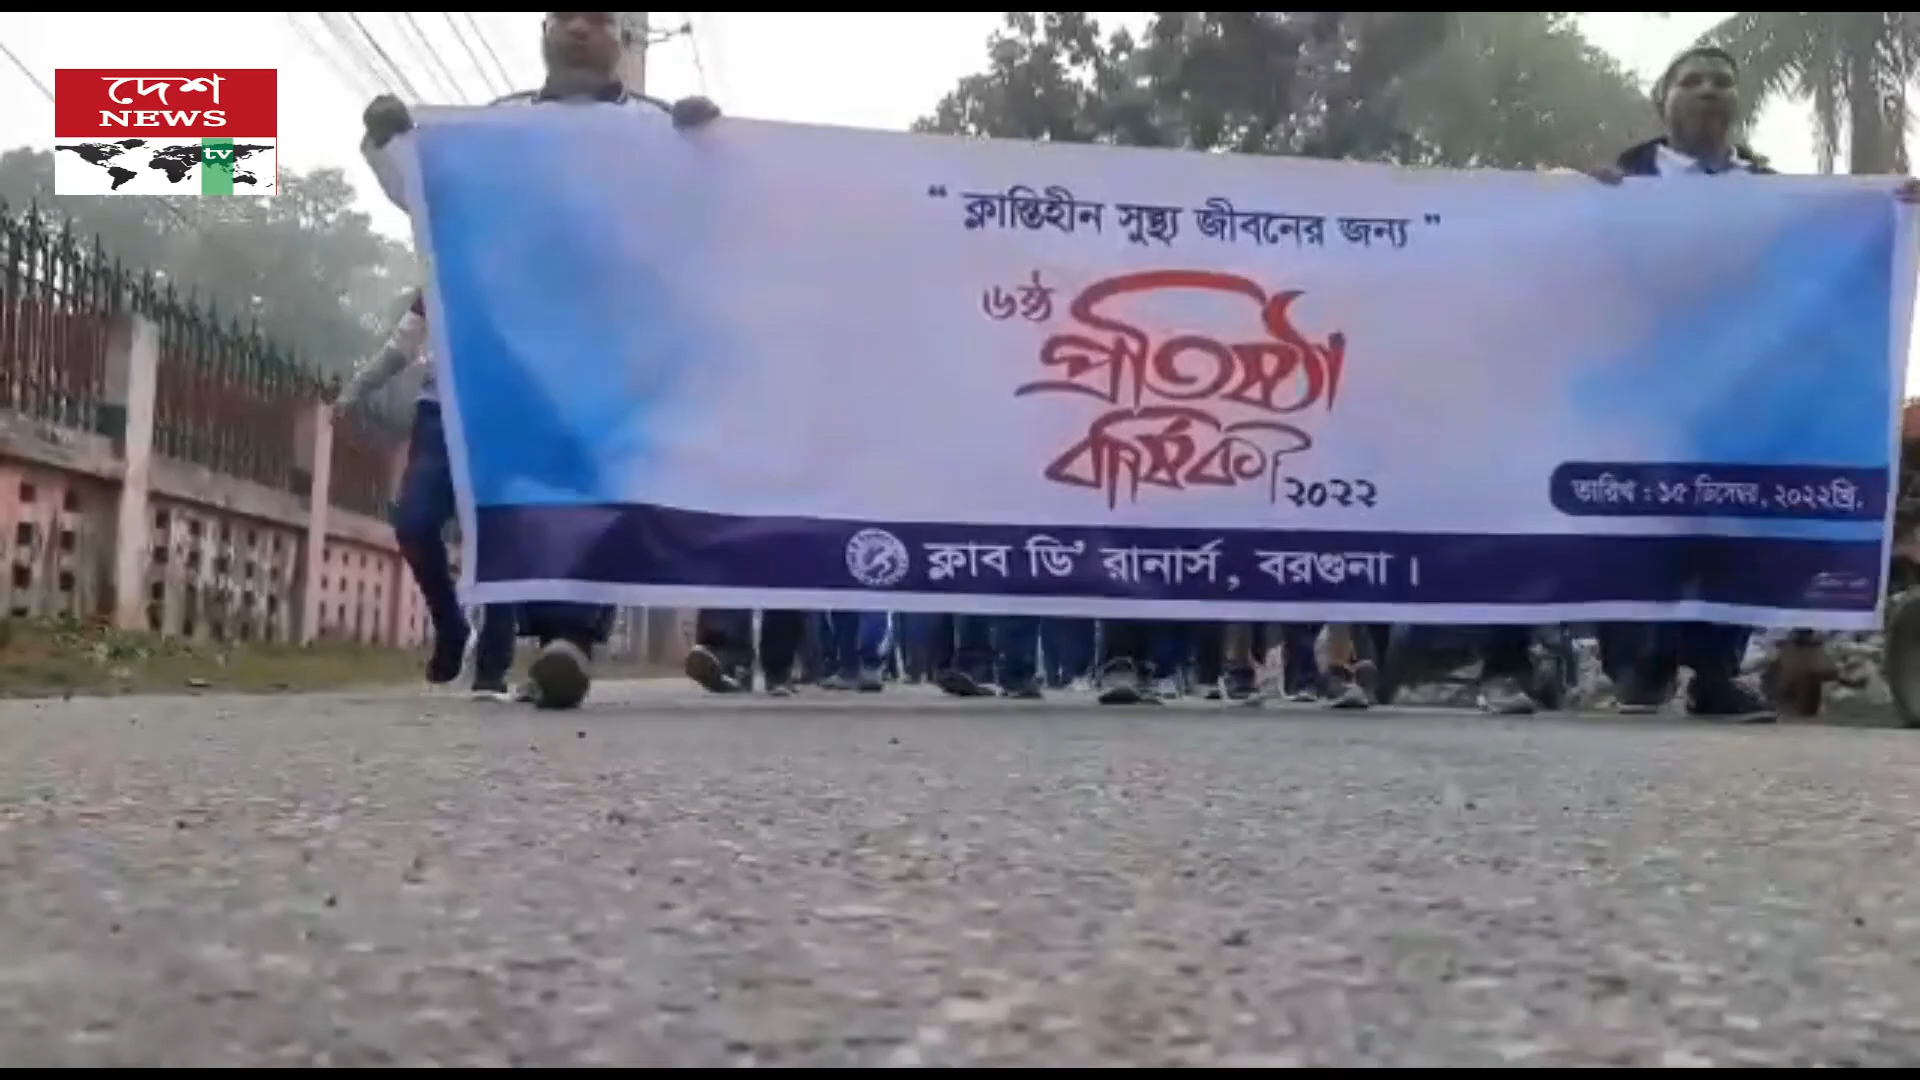 দেশ
NEWS
tv
“ ক্লান্তিহীন সুস্থ্য জীবনের জন্য ”
৬ষ্ঠ
প্রতিষ্ঠা
বার্ষিকী ২০২২
তারিখ : ১৫ ডিসেম্বর, ২০২২খ্রি.
ক্লাব ডি’ রানার্স, বরগুনা।